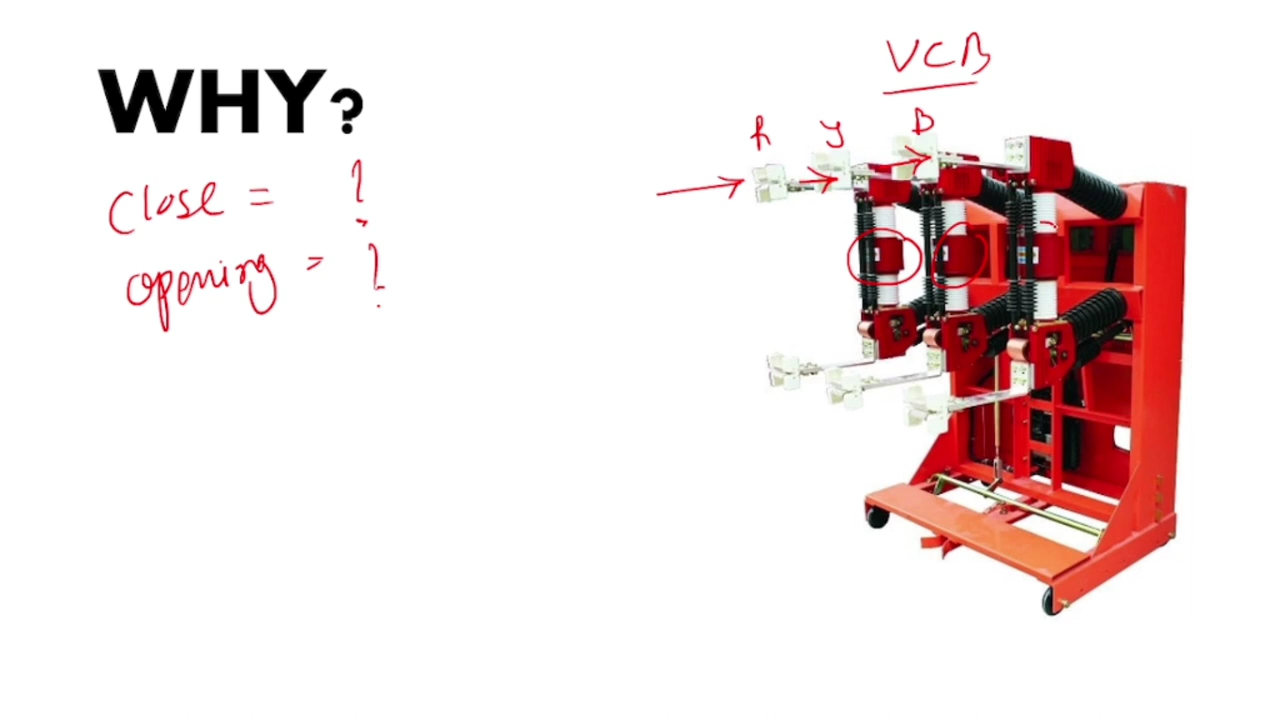 WHY?
VCB
R Y B
Close = ?
opening = ?